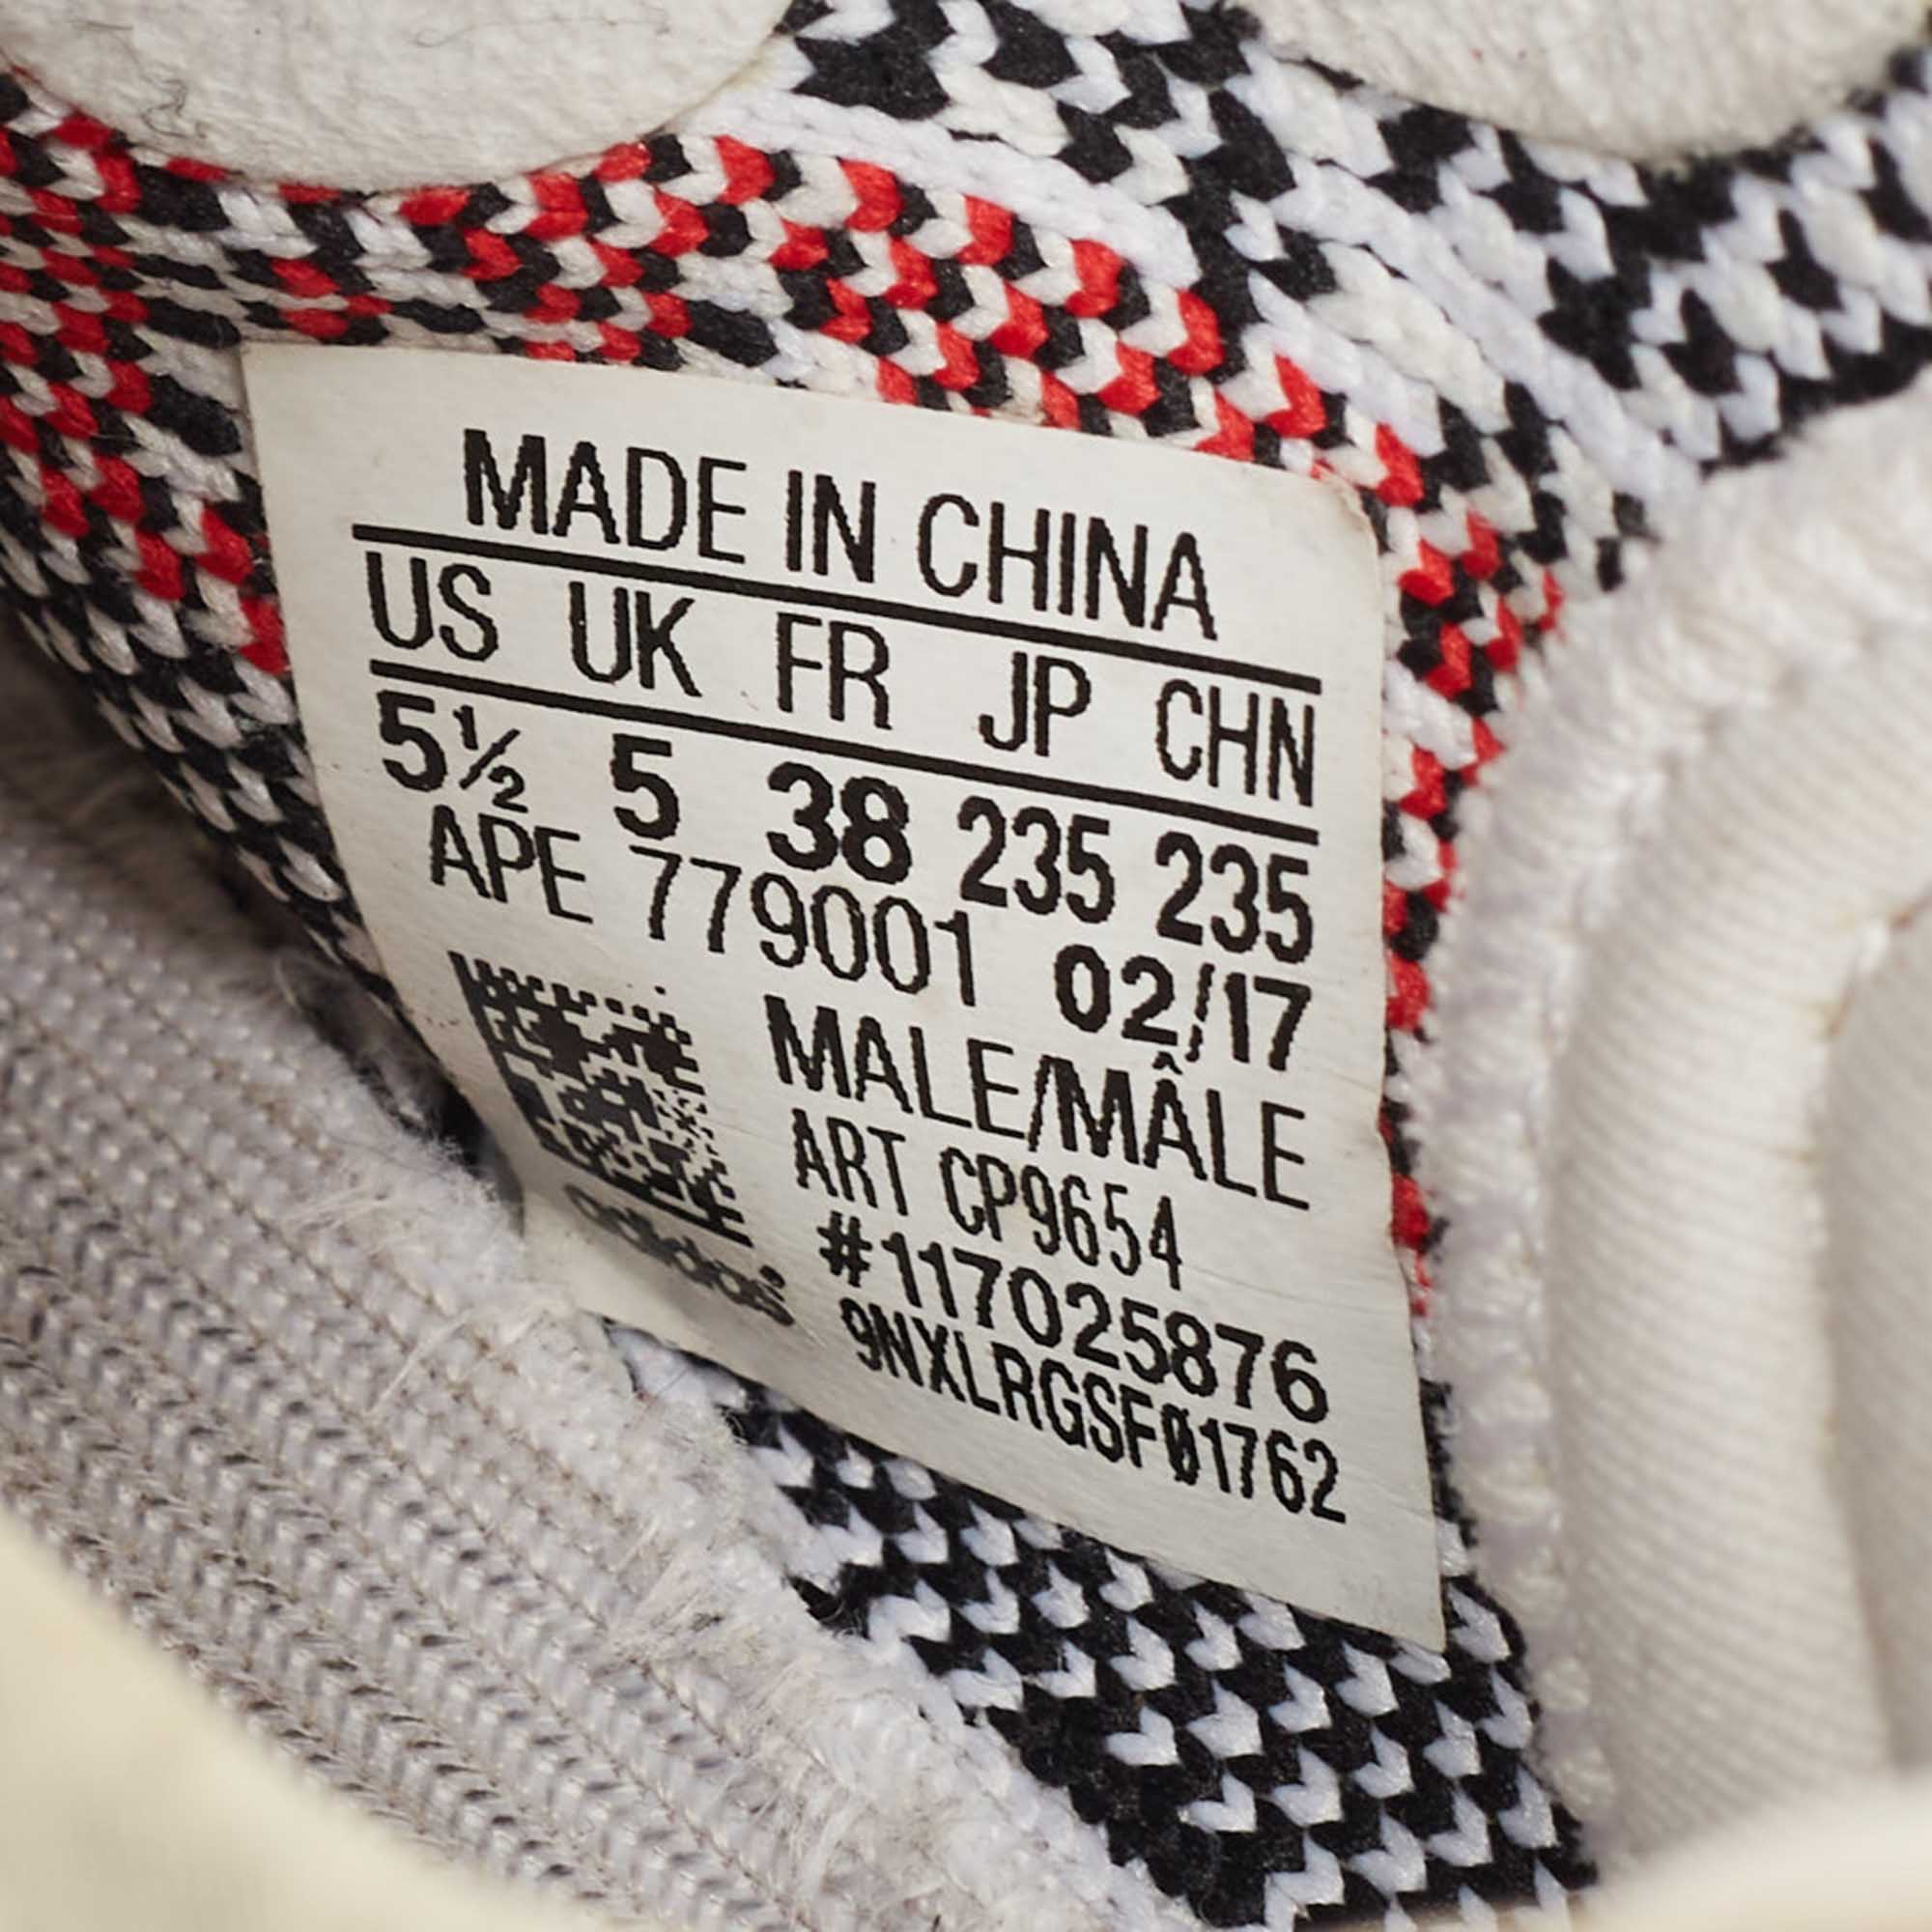 MADE IN CHINA
US UK FR JP CHN
5½ 5 38 235 235
APE 779001 02/17
MALE/MÂLE
ART CP9654
#117025876
9NXLRGSFØ1762
adidas